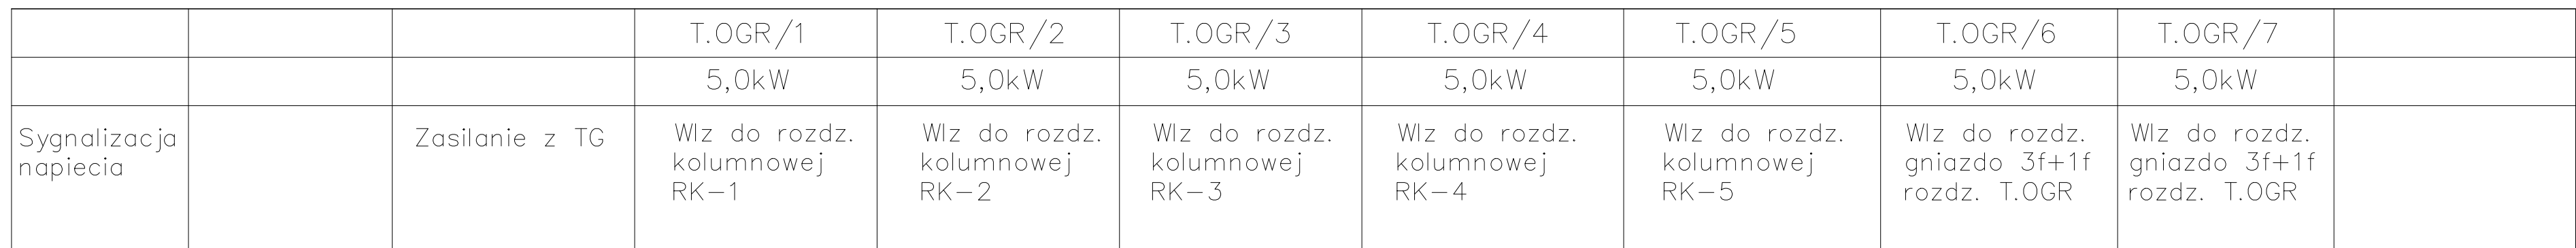 T.OGR/1 T.OGR/2 T.OGR/3 T.OGR/4 T.OGR/5 T.OGR/6 T.OGR/7
5,0kW 5,0kW 5,0kW 5,0kW 5,0kW 5,0kW 5,0kW
Sygnalizacja
napiecia
Zasilanie z TG
Wlz do rozdz.
kolumnowej
RK-1
Wlz do rozdz.
kolumnowej
RK-2
Wlz do rozdz.
kolumnowej
RK-3
Wlz do rozdz.
kolumnowej
RK-4
Wlz do rozdz.
kolumnowej
RK-5
Wlz do rozdz.
gniazdo 3f+1f
rozdz. T.OGR
Wlz do rozdz.
gniazdo 3f+1f
rozdz. T.OGR